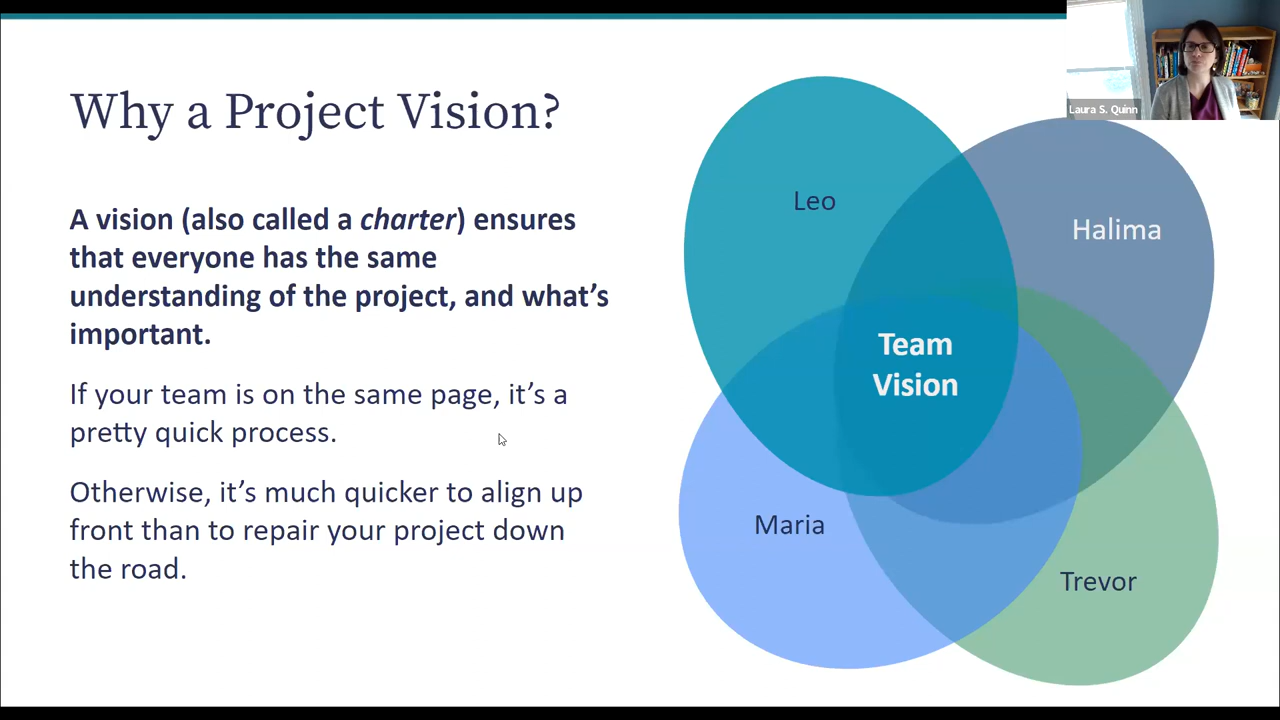 Why a Project Vision?
A vision (also called a charter) ensures
that everyone has the same
understanding of the project, and what’s
important.
If your team is on the same page, it’s a
pretty quick process.
Otherwise, it’s much quicker to align up
front than to repair your project down
the road.
Leo
Halima
Team
Vision
Maria
Trevor
Laura S. Quinn